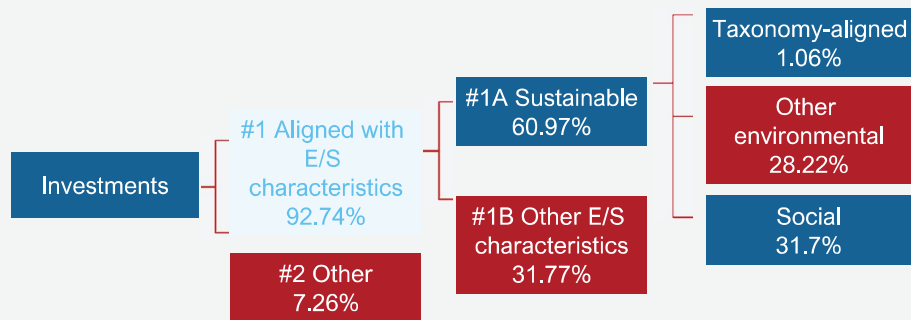 Investments
#1 Aligned with
E/S
characteristics
92.74%
#2 Other
7.26%
#1A Sustainable
60.97%
#1B Other E/S
characteristics
31.77%
Taxonomy-aligned
1.06%
Other
environmental
28.22%
Social
31.7%